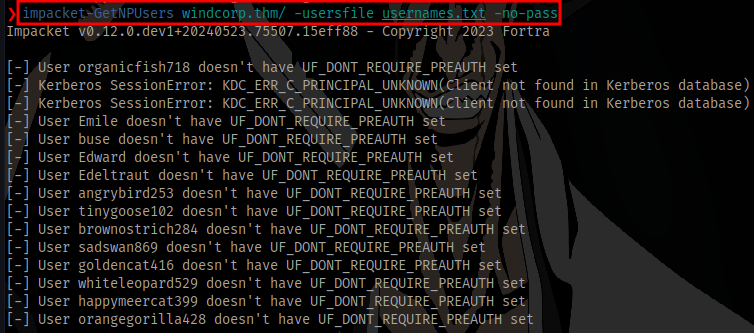 ❯ impacket-GetNPUsers windcorp.thm/ -usersfile usernames.txt -no-pass
Impacket v0.12.0.dev1+20240523.75507.15eff88 - Copyright 2023 Fortra
[-] User organicfish718 doesn't have UF_DONT_REQUIRE_PREAUTH set
[-] Kerberos SessionError: KDC_ERR_C_PRINCIPAL_UNKNOWN(Client not found in Kerberos database)
[-] Kerberos SessionError: KDC_ERR_C_PRINCIPAL_UNKNOWN(Client not found in Kerberos database)
[-] User Emile doesn't have UF_DONT_REQUIRE_PREAUTH set
[-] User buse doesn't have UF_DONT_REQUIRE_PREAUTH set
[-] User Edward doesn't have UF_DONT_REQUIRE_PREAUTH set
[-] User Edeltraut doesn't have UF_DONT_REQUIRE_PREAUTH set
[-] User angrybird253 doesn't have UF_DONT_REQUIRE_PREAUTH set
[-] User tinygoose102 doesn't have UF_DONT_REQUIRE_PREAUTH set
[-] User brownostrich284 doesn't have UF_DONT_REQUIRE_PREAUTH set
[-] User sadswan869 doesn't have UF_DONT_REQUIRE_PREAUTH set
[-] User goldencat416 doesn't have UF_DONT_REQUIRE_PREAUTH set
[-] User whiteleopard529 doesn't have UF_DONT_REQUIRE_PREAUTH set
[-] User happymeercat399 doesn't have UF_DONT_REQUIRE_PREAUTH set
[-] User orangegorilla428 doesn't have UF_DONT_REQUIRE_PREAUTH set